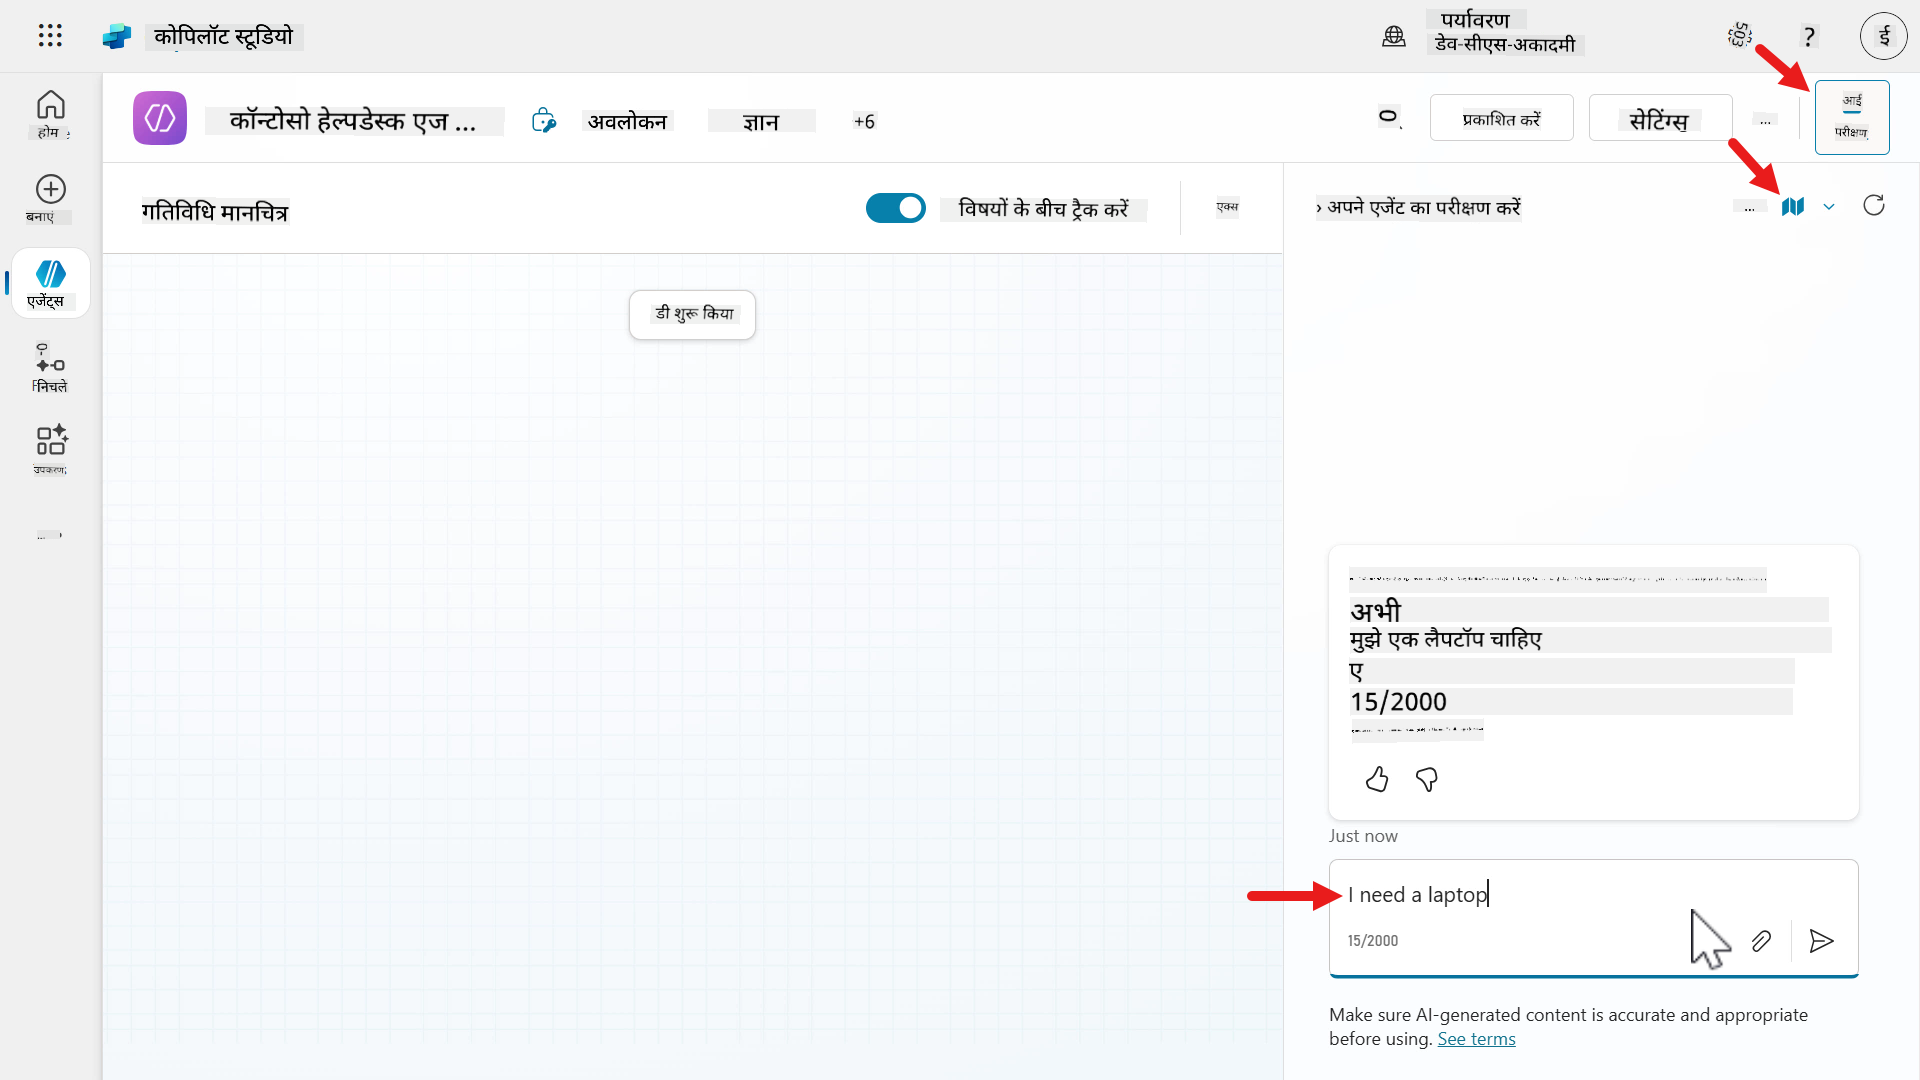 कोपिलॉट स्टूडियो
पर्यावरण
डेव-सीएस-अकादमी
?
ई
होम
बनाएं
एजेंट्स
निचले
उपकरण
...
कॉन्टोसो हेल्पडेस्क एज ...
अवलोकन
ज्ञान
+6
प्रकाशित करें
सेटिंग्स
...
आई
परीक्षण
गतिविधि मानचित्र
विषयों के बीच ट्रैक करें
एक्स
› अपने एजेंट का परीक्षण करें
...
डी शुरू किया
अभी
मुझे एक लैपटॉप चाहिए
ए
15/2000
Just now
I need a laptop
15/2000
Make sure AI-generated content is accurate and appropriate
before using. See terms